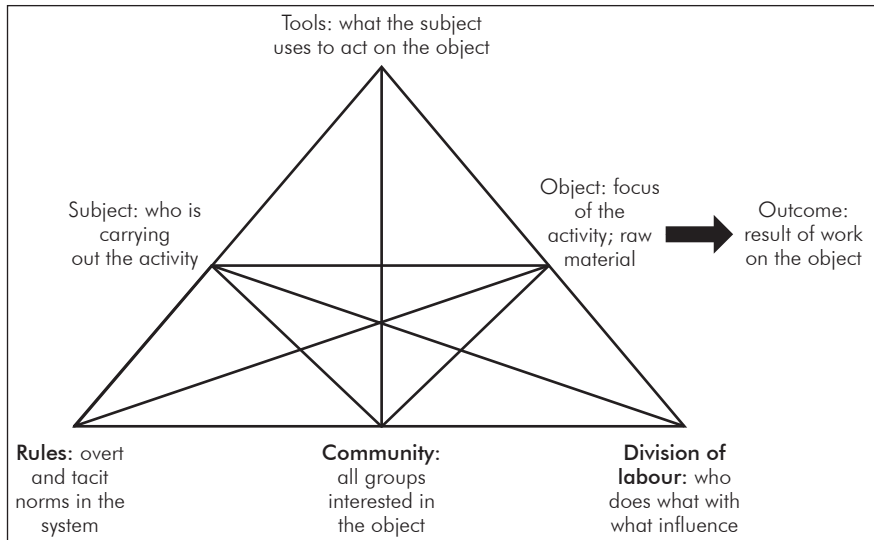 Tools: what the subject
uses to act on the object
Subject: who is
carrying
out the activity
Object: focus
of the
activity; raw
material
Outcome:
result of work
on the object
Rules: overt
and tacit
norms in the
system
Community:
all groups
interested in
the object
Division of
labour: who
does what with
what influence